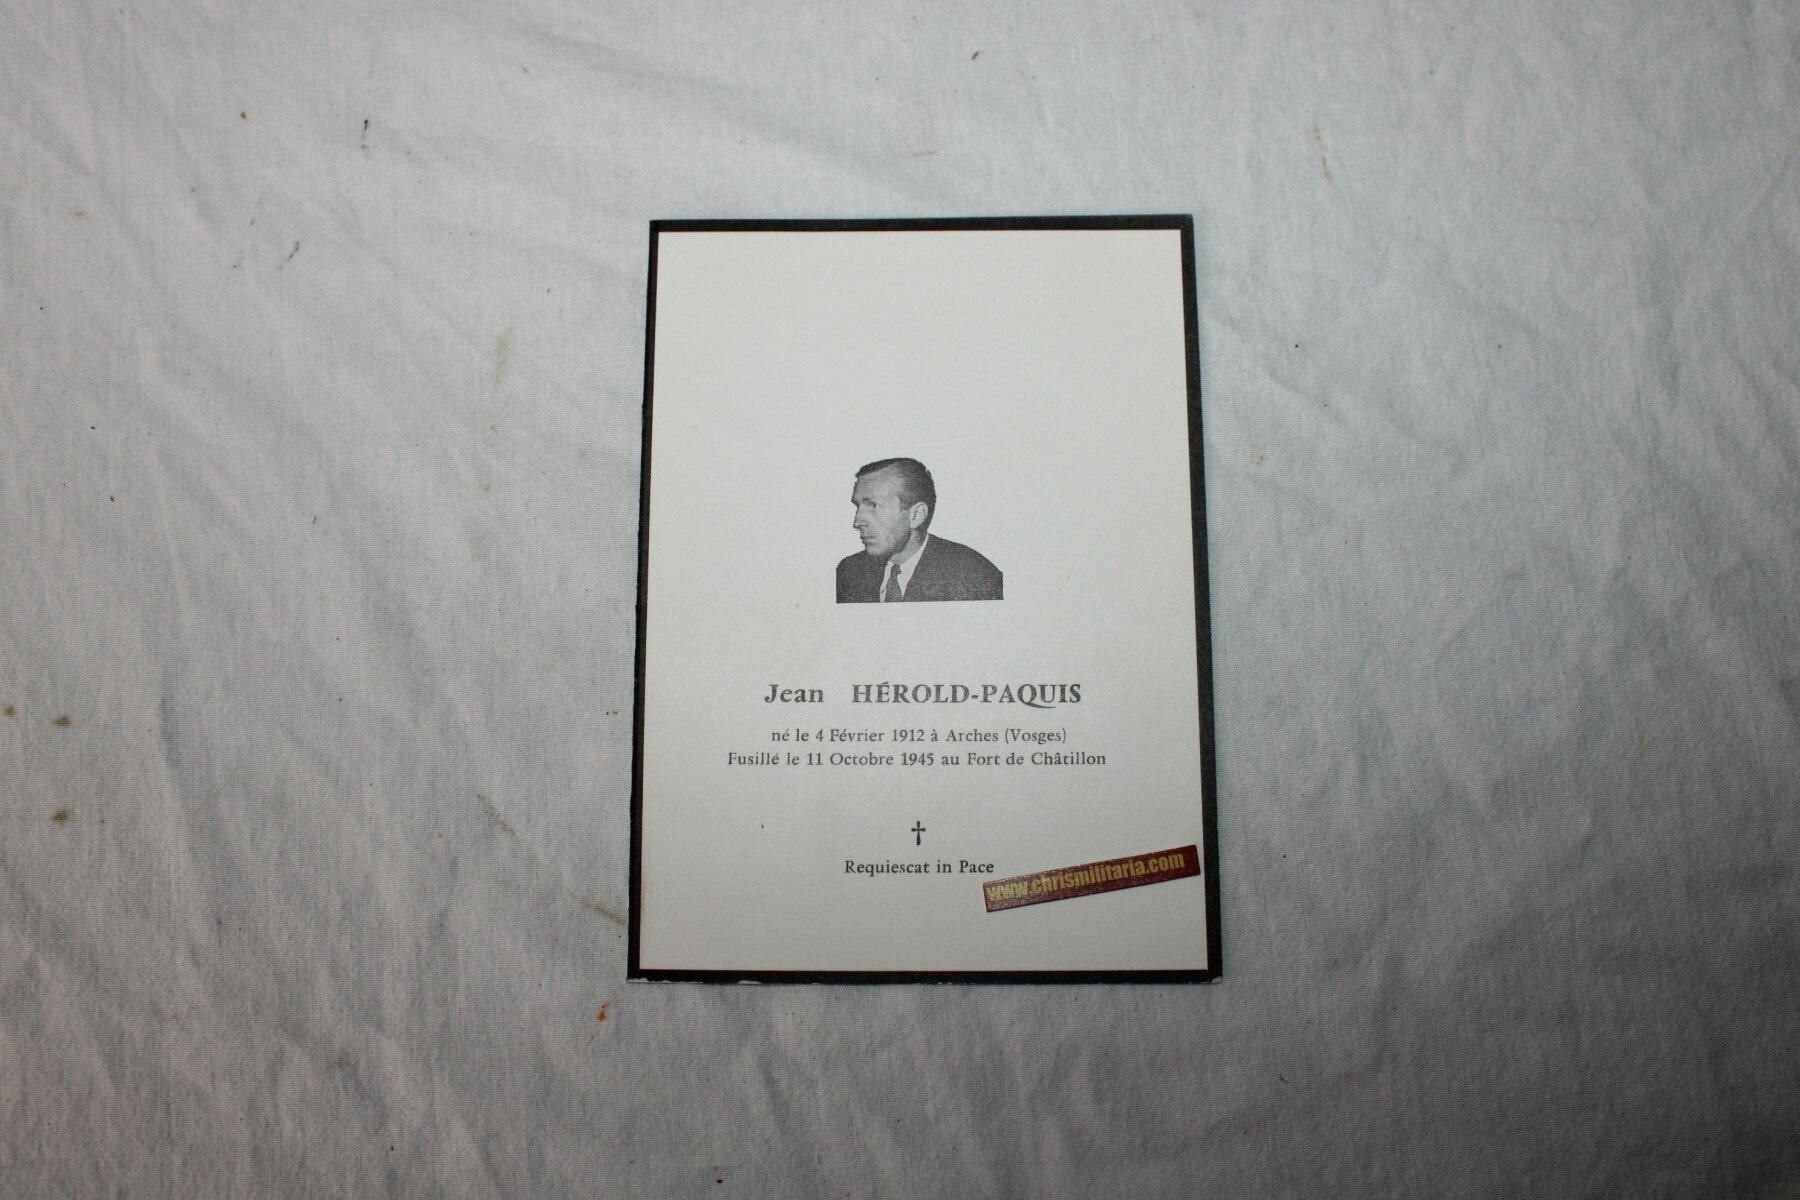 Jean HÉROLD-PAQUIS
né le 4 Février 1912 à Arches (Vosges)
Fusillé le 11 Octobre 1945 au Fort de Châtillon
†
Requiescat in Pace
www.chrismilitaria.com